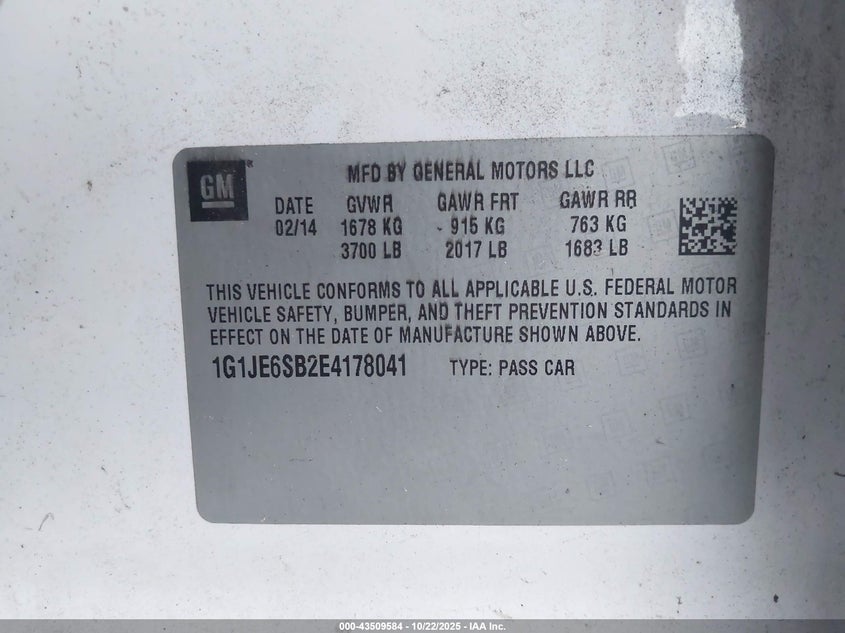 GM
MFD BY GENERAL MOTORS LLC
DATE GVWR GAWR FRT GAWR RR
02/14 1678 KG 915 KG 763 KG
3700 LB 2017 LB 1683 LB
THIS VEHICLE CONFORMS TO ALL APPLICABLE U.S. FEDERAL MOTOR
VEHICLE SAFETY, BUMPER, AND THEFT PREVENTION STANDARDS IN
EFFECT ON THE DATE OF MANUFACTURE SHOWN ABOVE.
1G1JE6SB2E4178041 TYPE: PASS CAR
000-43509584 - 10/22/2025 - IAA Inc.